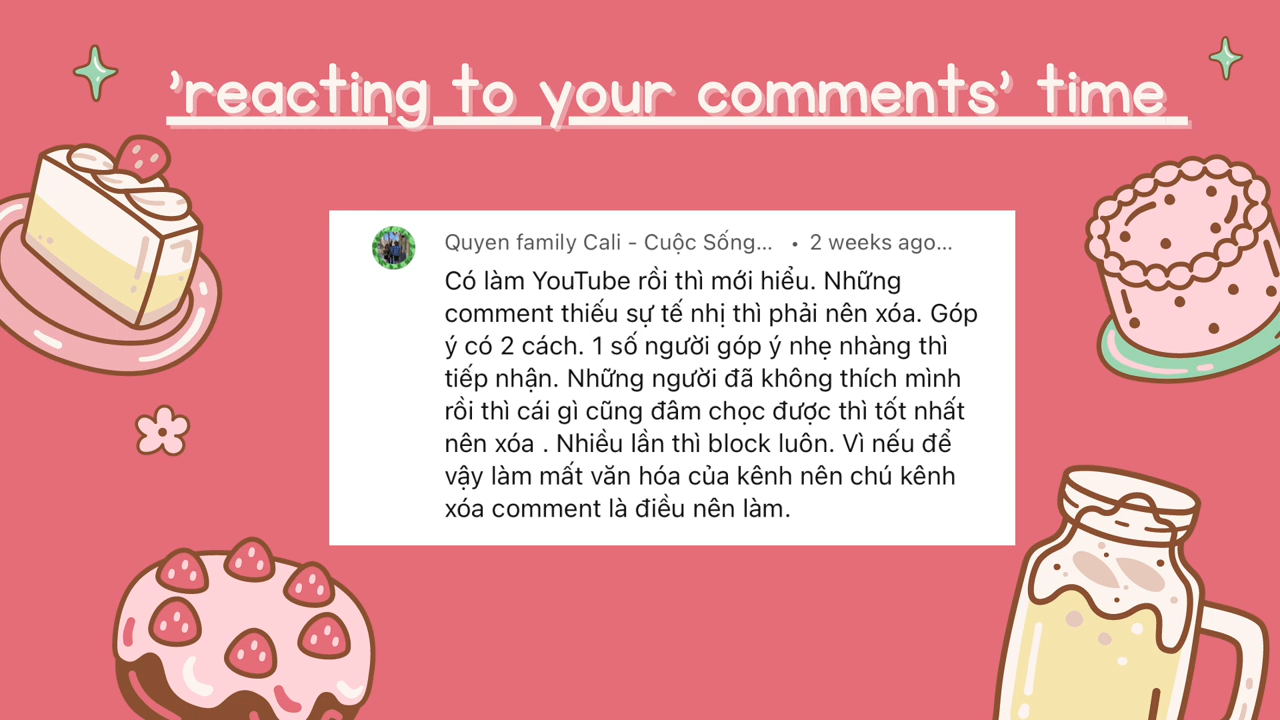 'reacting to your comments' time
Quyen family Cali - Cuộc Sống... • 2 weeks ago...
Có làm YouTube rồi thì mới hiểu. Những
comment thiếu sự tế nhị thì phải nên xóa. Góp
ý có 2 cách. 1 số người góp ý nhẹ nhàng thì
tiếp nhận. Những người đã không thích mình
rồi thì cái gì cũng đâm chọc được thì tốt nhất
nên xóa . Nhiều lần thì block luôn. Vì nếu để
vậy làm mất văn hóa của kênh nên chú kênh
xóa comment là điều nên làm.